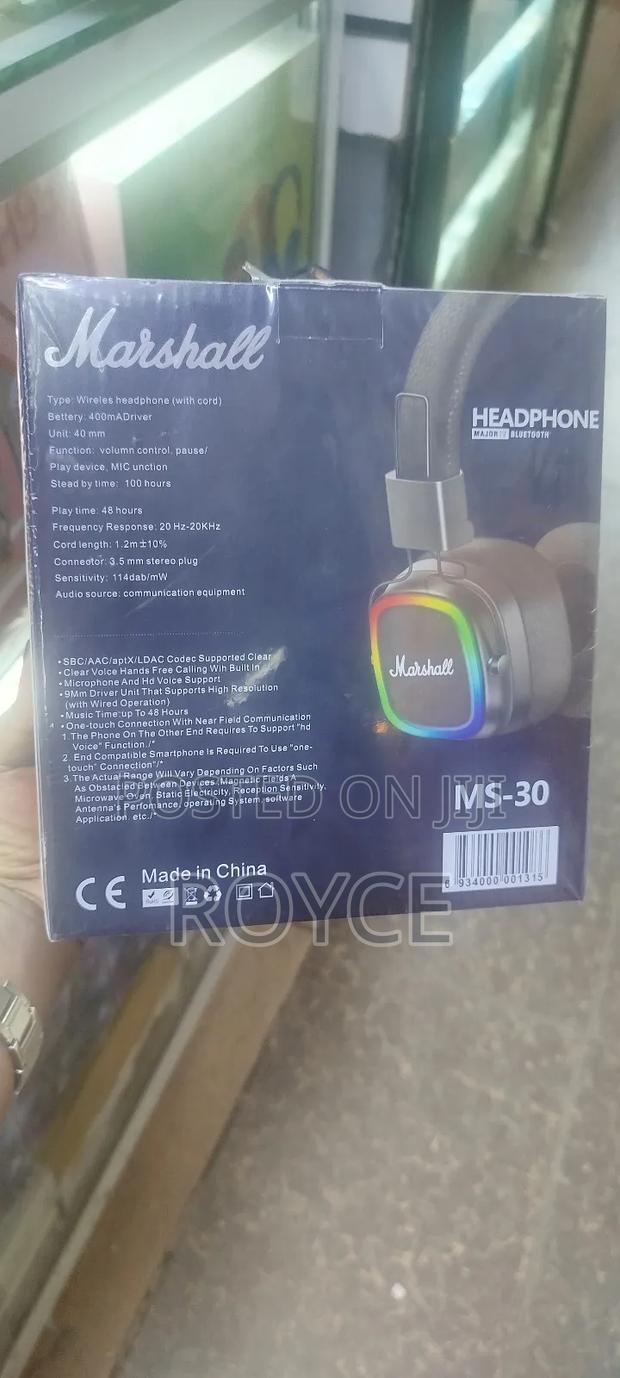 Marshall
Type: Wireles headphone (with cord)
Bettery: 400mADriver
Unit: 40 mm
Function: volumn control, pause/
Play device, MIC unction
Stead by time: 100 hours
Play time: 48 hours
Frequency Response: 20 Hz-20KHz
Cord length: 1.2m±10%
Connector: 3.5 mm stereo plug
Sensitivity: 114dab/mW
Audio source: communication equipment
HEADPHONE
MAJOR IV BLUETOOTH
Marshall
•SBC/AAC/aptX/LDAC Codec Supported Clear
•Clear Voice Hands Free Calling Wih Built In
•Microphone And Hd Voice Support
•9Mm Driver Unit That Supports High Resolution
(with Wired Operation)
•Music Time:up To 48 Hours
•One-touch Connection With Near Field Communication
1.The Phone On The Other End Requires To Support "hd
Voice" Function./*
2. End Compatible Smartphone Is Required To Use "one-
touch" Connection"/*
3.The Actual Range Will Vary Depending On Factors Such
As Obstacled Between Devices, Magnetic Fields A
Microwave Oven, Static Electricity, Reception Sensitivity,
Antenna's Perfomance, operating System, software
Application. etc./*
MS-30
POSTED ON JIJI
Made in China
CE
RoHS
6 934000 001315
ROYCE